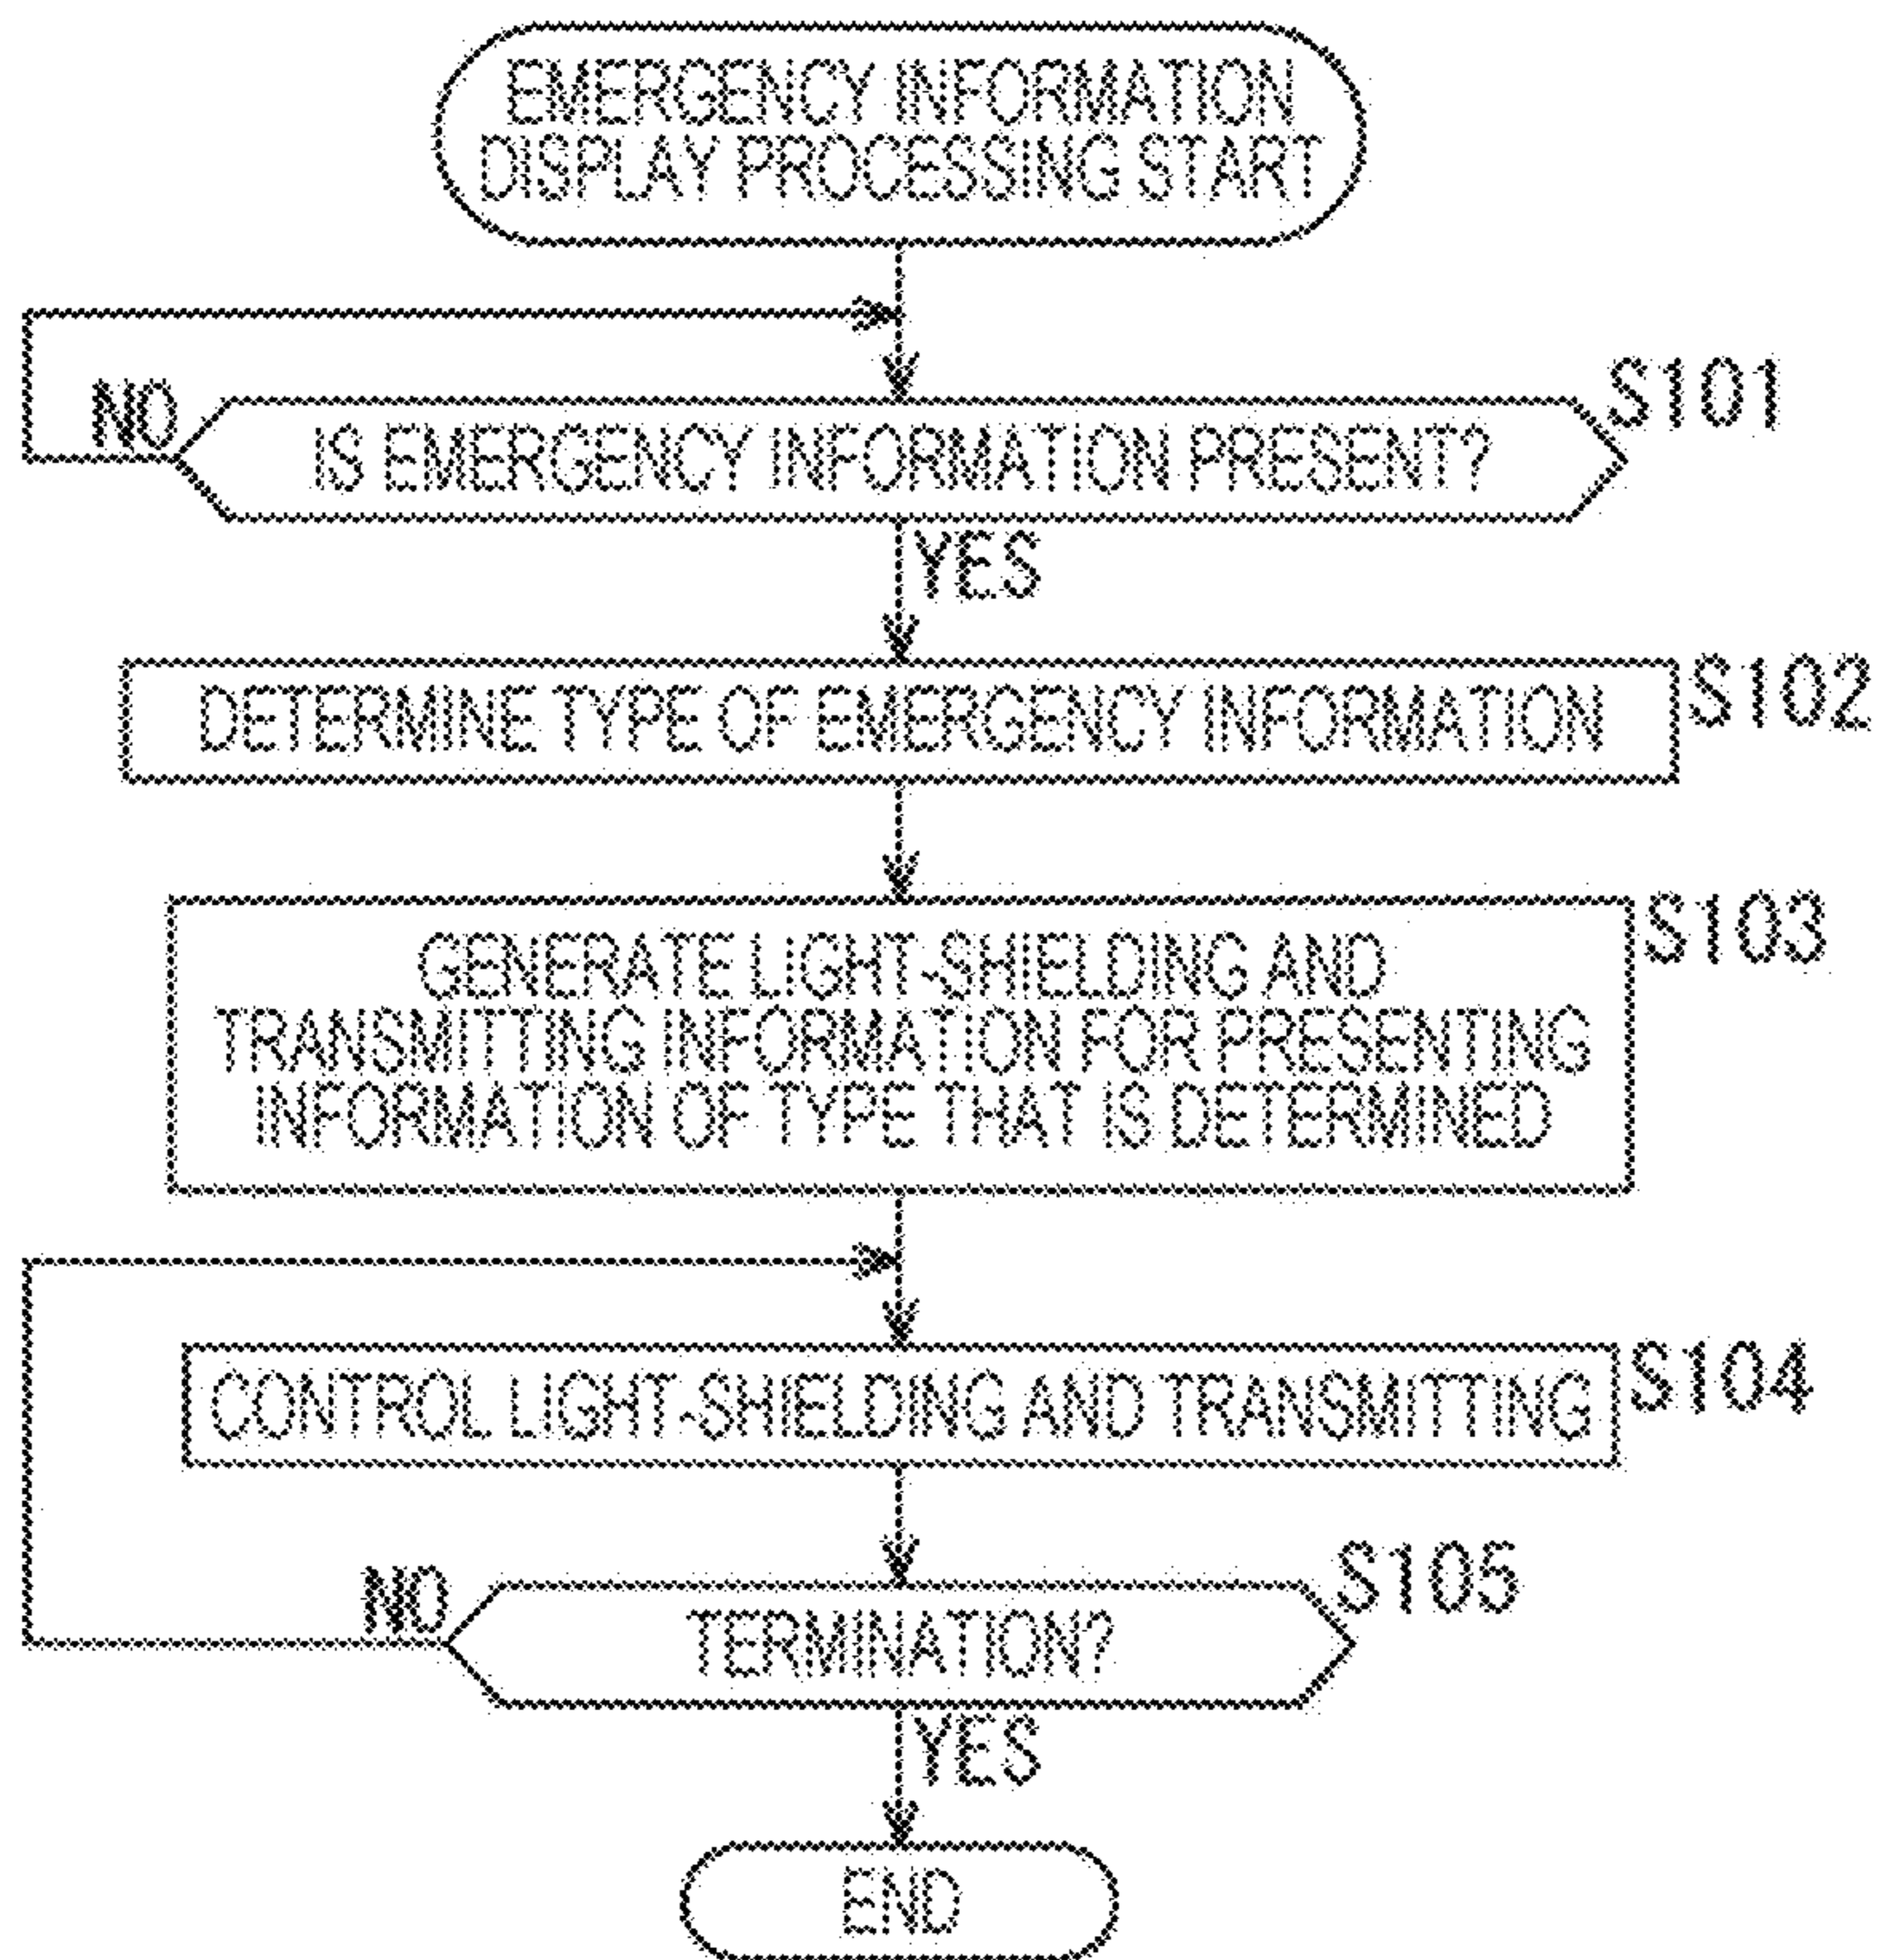 EMERGENCY INFORMATION
DISPLAY PROCESSING START
S101
NO
IS EMERGENCY INFORMATION PRESENT?
YES
S102
DETERMINE TYPE OF EMERGENCY INFORMATION
S103
GENERATE LIGHT-SHIELDING AND
TRANSMITTING INFORMATION FOR PRESENTING
INFORMATION OF TYPE THAT IS DETERMINED
S104
CONTROL LIGHT-SHIELDING AND TRANSMITTING
S105
NO
TERMINATION?
YES
END